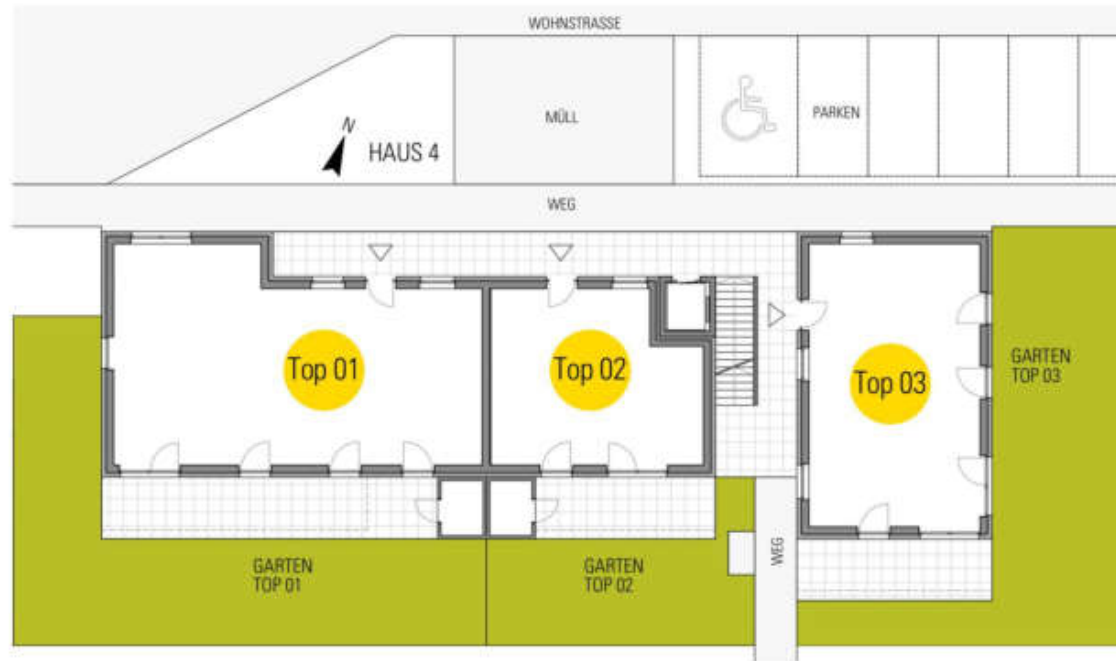 WOHNSTRASSE
MÜLL
PARKEN
N
HAUS 4
WEG
Top 01
Top 02
Top 03
GARTEN
TOP 03
GARTEN
TOP 01
GARTEN
TOP 02
WEG